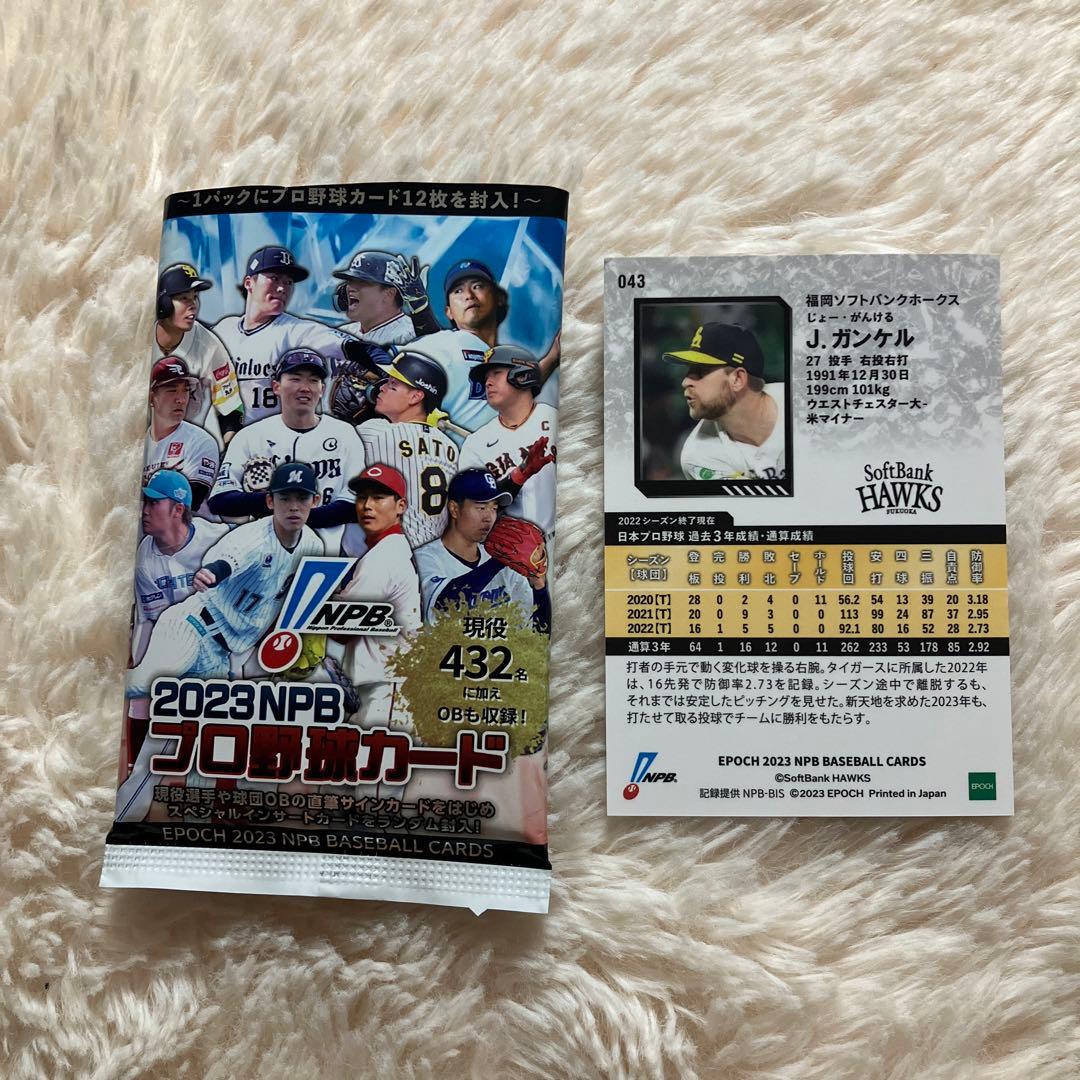 ～1パックにプロ野球カード12枚を封入！～
B
valves
18
Joshin
C
SATO
8
6
M
17
C
NPB®
Nippon Professional Baseball
現役
432名
に加え
OBも収録！
2023 NPB
プロ野球カード
現役選手や球団OBの直筆サインカードをはじめ
スペシャルインサートカードをランダム封入！
EPOCH 2023 NPB BASEBALL CARDS
043
福岡ソフトバンクホークス
じょー・がんける
J.ガンケル
27 投手 右投右打
1991年12月30日
199cm 101kg
ウエストチェスター大-
米マイナー
SoftBank
HAWKS
FUKUOKA
2022シーズン終了現在
日本プロ野球 過去3年成績・通算成績
シーズン[球団] 登板 完投 勝利 敗北 セーブ ホールド 投球回 安打 四球 三振 自責点 防御率
2020[T] 28 0 2 4 0 11 56.2 54 13 39 20 3.18
2021[T] 20 0 9 3 0 0 113 99 24 87 37 2.95
2022[T] 16 1 5 5 0 0 92.1 80 16 52 28 2.73
通算3年 64 1 16 12 0 11 262 233 53 178 85 2.92
打者の手元で動く変化球を操る右腕。タイガースに所属した2022年
は、16先発で防御率2.73を記録。シーズン途中で離脱するも、
それまでは安定したピッチングを見せた。新天地を求めた2023年も、
打たせて取る投球でチームに勝利をもたらす。
NPB®
EPOCH 2023 NPB BASEBALL CARDS
©SoftBank HAWKS
記録提供 NPB-BIS ©2023 EPOCH Printed in Japan
EPOCH